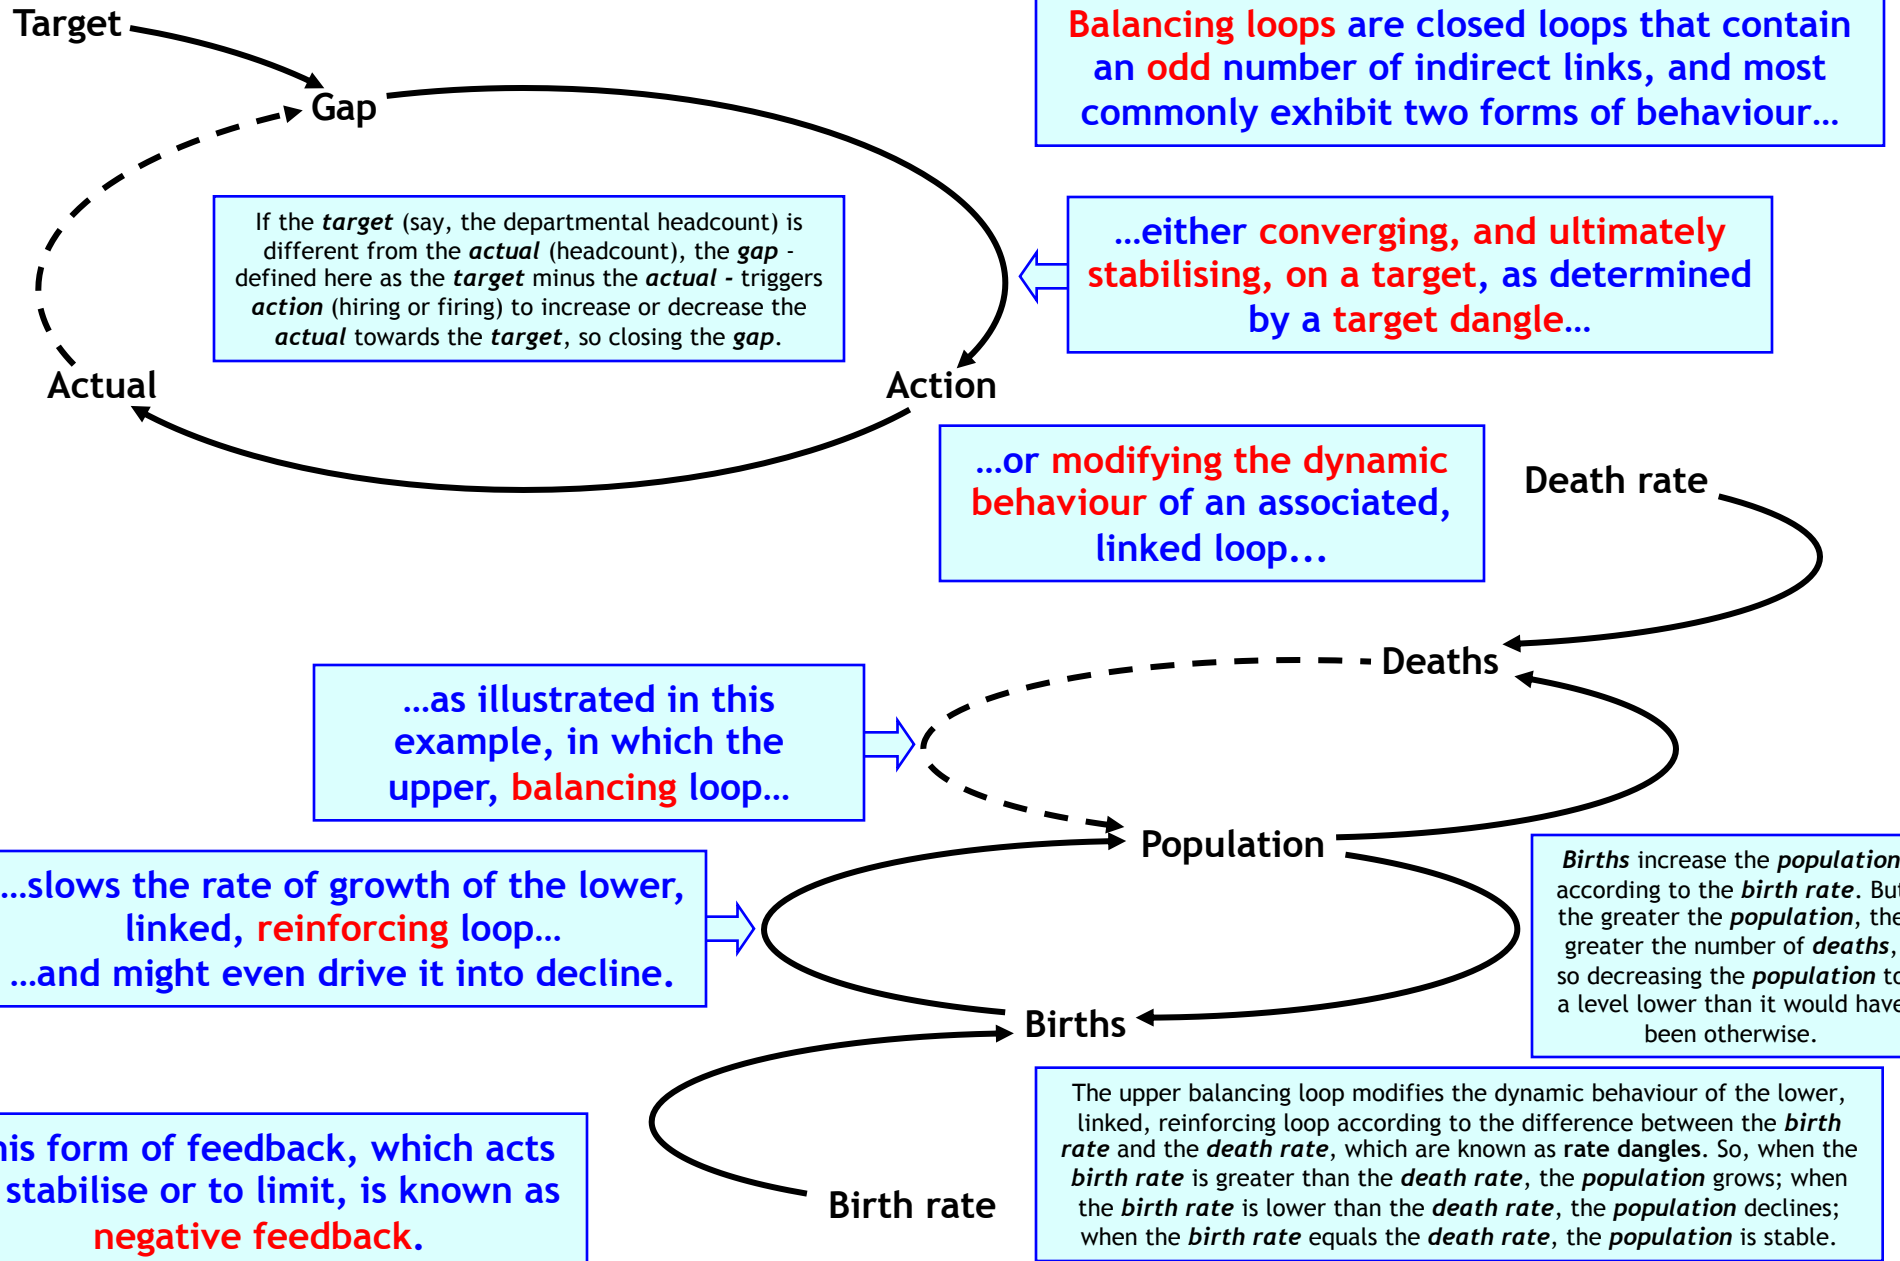 Target
Gap
Balancing loops are closed loops that contain
an odd number of indirect links, and most
commonly exhibit two forms of behaviour…
If the target (say, the departmental headcount) is
different from the actual (headcount), the gap -
defined here as the target minus the actual - triggers
action (hiring or firing) to increase or decrease the
actual towards the target, so closing the gap.
…either converging, and ultimately
stabilising, on a target, as determined
by a target dangle…
Actual
Action
…or modifying the dynamic
behaviour of an associated,
linked loop...
Death rate
Deaths
…as illustrated in this
example, in which the
upper, balancing loop…
Population
…slows the rate of growth of the lower,
linked, reinforcing loop…
…and might even drive it into decline.
Births increase the population
according to the birth rate. But
the greater the population, the
greater the number of deaths,
so decreasing the population to
a level lower than it would have
been otherwise.
Births
The upper balancing loop modifies the dynamic behaviour of the lower,
linked, reinforcing loop according to the difference between the birth
rate and the death rate, which are known as rate dangles. So, when the
birth rate is greater than the death rate, the population grows; when
the birth rate is lower than the death rate, the population declines;
when the birth rate equals the death rate, the population is stable.
his form of feedback, which acts
stabilise or to limit, is known as
negative feedback.
Birth rate